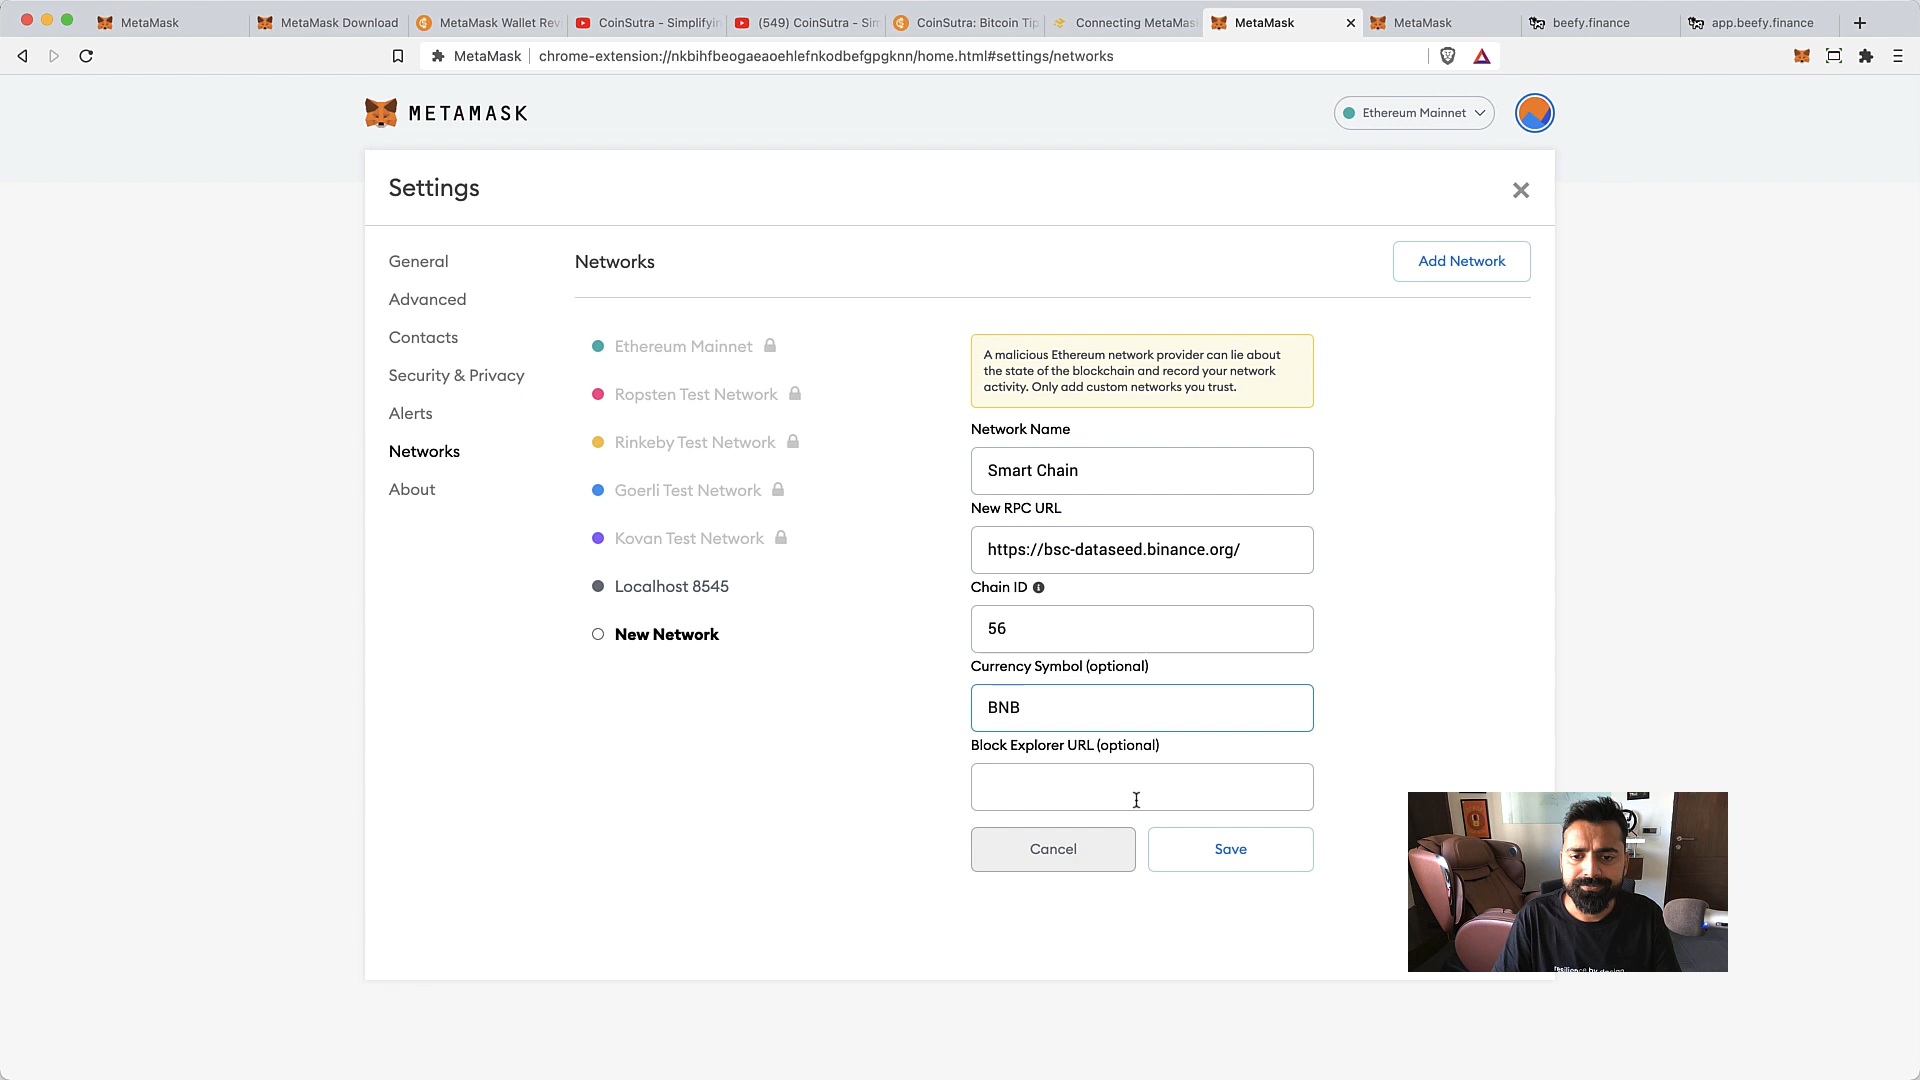 MetaMask
MetaMask Download
MetaMask Wallet Rev
CoinSutra - Simplifyin
(549) CoinSutra - Sim
CoinSutra: Bitcoin Tip
Connecting MetaMas
MetaMask
MetaMask
beefy.finance
app.beefy.finance
MetaMask
chrome-extension://nkbihfbeogaeaoehlefnkodbefgpgknn/home.html#settings/networks
METAMASK
Ethereum Mainnet
Settings
General
Advanced
Contacts
Security & Privacy
Alerts
Networks
About
Networks
Add Network
Ethereum Mainnet
Ropsten Test Network
Rinkeby Test Network
Goerli Test Network
Kovan Test Network
Localhost 8545
New Network
A malicious Ethereum network provider can lie about
the state of the blockchain and record your network
activity. Only add custom networks you trust.
Network Name
Smart Chain
New RPC URL
https://bsc-dataseed.binance.org/
Chain ID
56
Currency Symbol (optional)
BNB
Block Explorer URL (optional)
Cancel
Save
resilience by design